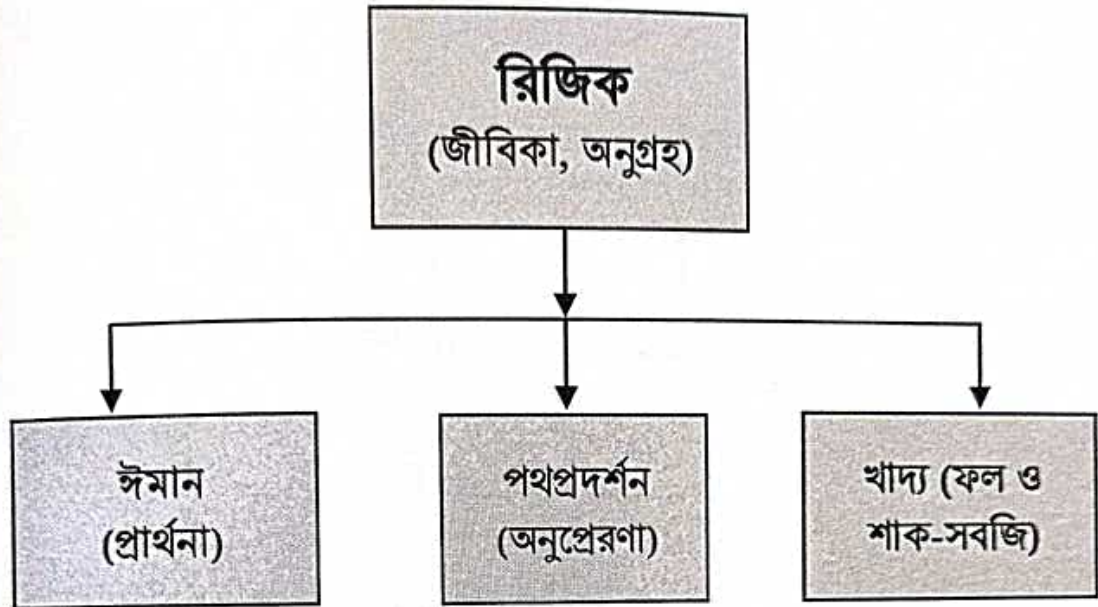 রিজিক
(জীবিকা, অনুগ্রহ)
ঈমান
(প্রার্থনা)
পথপ্রদর্শন
(অনুপ্রেরণা)
খাদ্য (ফল ও
শাক-সবজি)